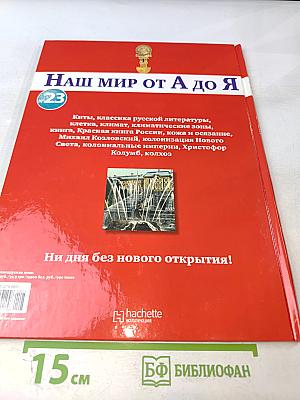 НАШ МИР ОТ А ДО Я
23
Киты, классика русской литературы,
клетка, климат, климатические зоны,
книга, Красная книга России, кожа и осязание,
Михаил Козловский, колонизация Нового
Света, колониальные империи, Христофор
Колумб, колхоз
Ни дня без нового открытия!
hachette
КОЛЛЕКЦИЯ
15 см
БФ БИБЛИОФАН